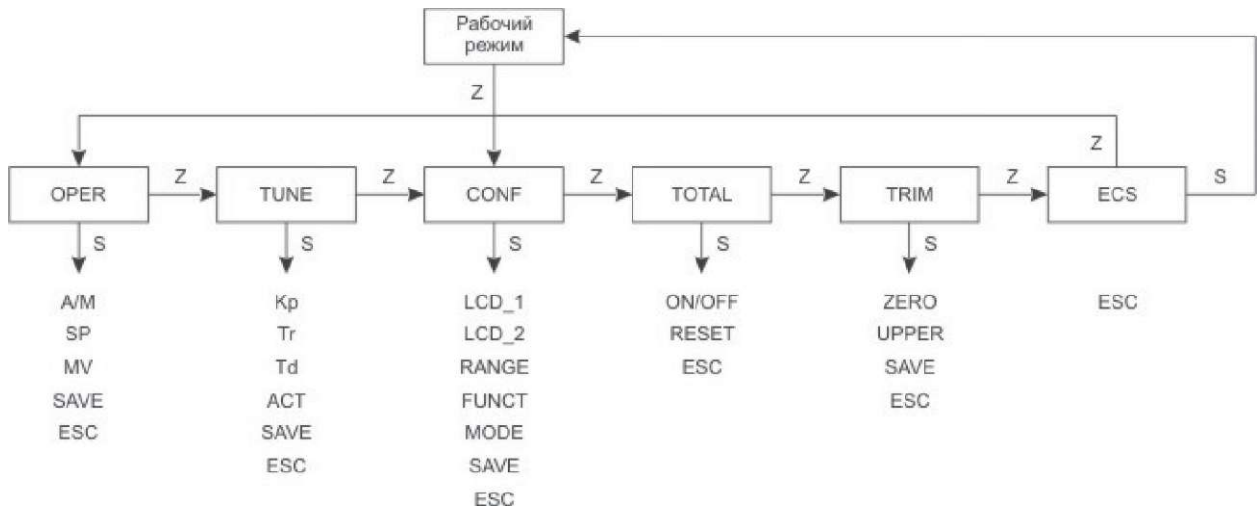 Рабочий
режим
Z
Z
OPER
Z
TUNE
Z
CONF
Z
TOTAL
Z
TRIM
Z
ECS
S
S
S
S
S
S
A/M
Kp
LCD_1
ON/OFF
ZERO
ESC
SP
Tr
LCD_2
RESET
UPPER
MV
Td
RANGE
ESC
SAVE
SAVE
ACT
FUNCT
ESC
ESC
SAVE
MODE
ESC
SAVE
ESC